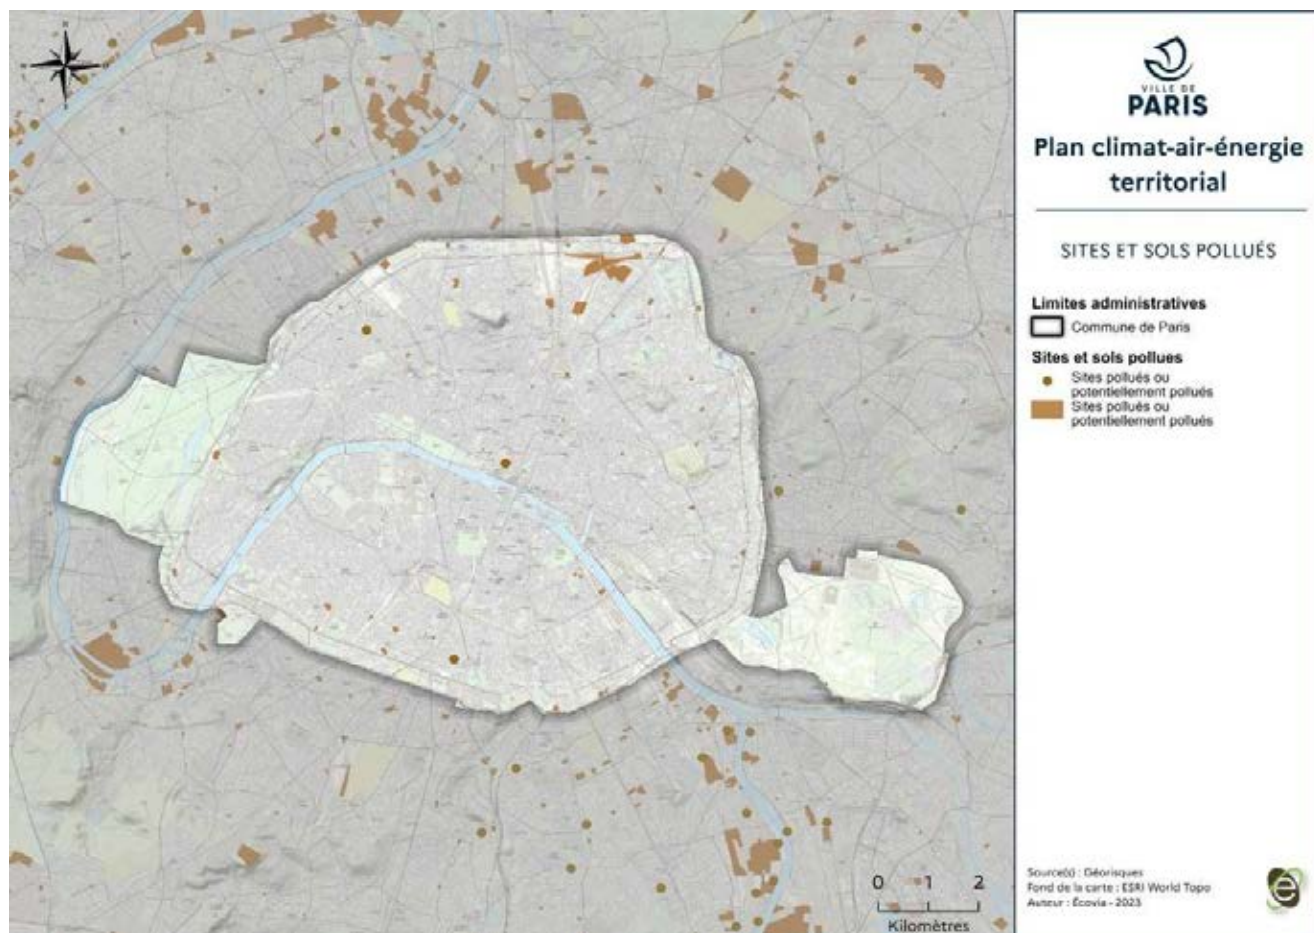 VILLE DE
PARIS
Plan climat-air-énergie
territorial
SITES ET SOLS POLLUÉS
Limites administratives
Commune de Paris
Sites et sols pollues
Sites pollués ou
potentiellement pollués
Sites pollués ou
potentiellement pollués
0 1 2
Kilomètres
Source(s) : Géorisques
Fond de la carte : ESRI World Topo
Auteur : Écovia - 2023